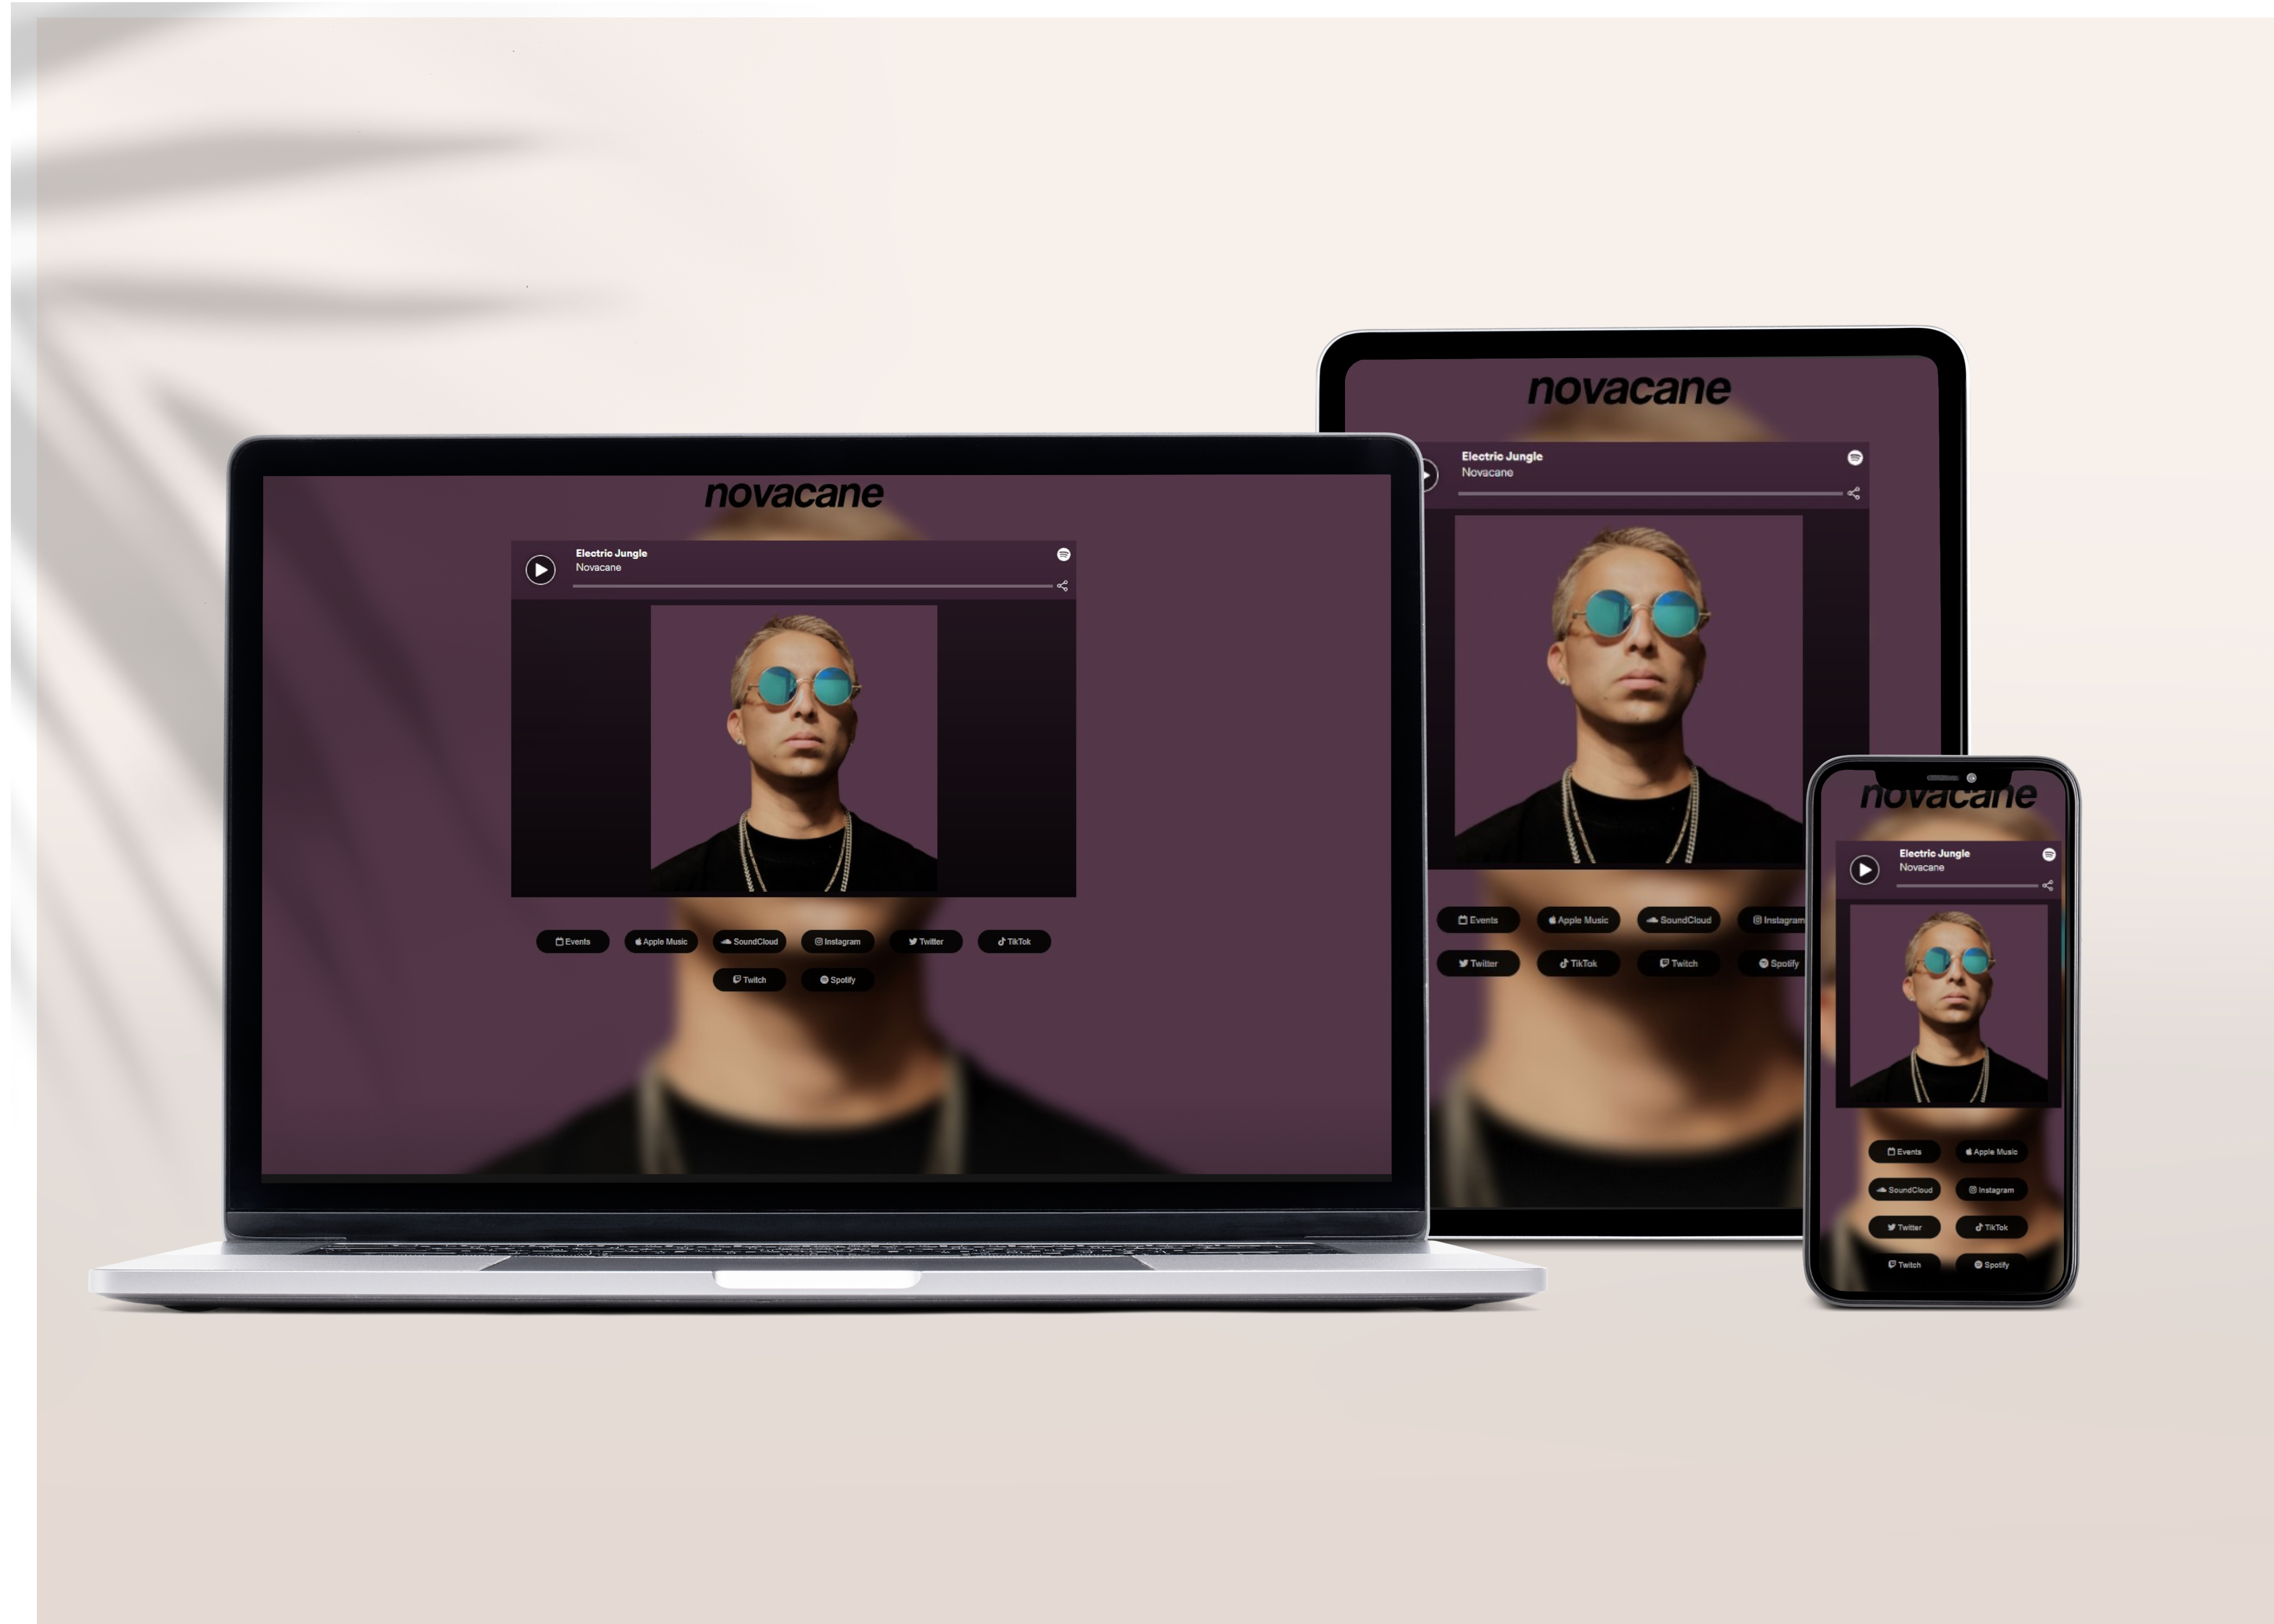 novacane
Electric Jungle
Novacane
Events Apple Music SoundCloud Instagram Twitter TikTok
Twitch Spotify
novacane
Electric Jungle
Novacane
Events Apple Music SoundCloud Instagram
Twitter TikTok Twitch Spotify
novacane
Electric Jungle
Novacane
Events Apple Music
SoundCloud Instagram
Twitter TikTok
Twitch Spotify